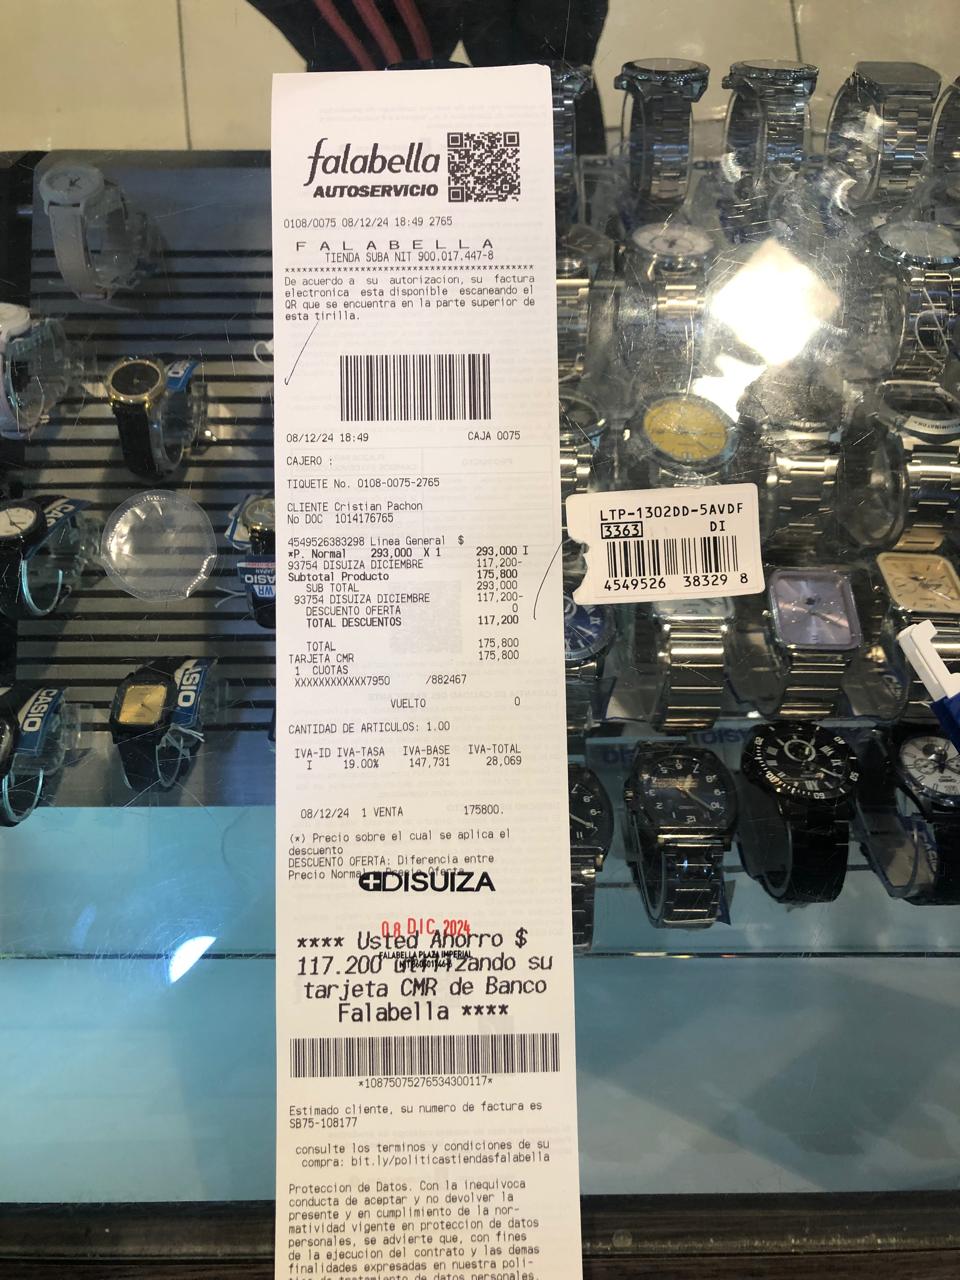 falabella
AUTOSERVICIO
0108/0075 08/12/24 18:49 2765
F A L A B E L L A
TIENDA SUBA NIT 900.017.447-8
De acuerdo a su autorizacion, su factura
electronica esta disponible escaneando el
QR que se encuentra en la parte superior de
esta tirilla.
08/12/24 18:49 CAJA 0075
CAJERO :
TIQUETE No. 0108-0075-2765
CLIENTE Cristian Pachon
No DOC 1014176765
4549526383298 Linea General $
*P. Normal 293,000 X 1 293,000 I
93754 DISUIZA DICIEMBRE 117,200-
Subtotal Producto 175,800
SUB TOTAL 293,000
93754 DISUIZA DICIEMBRE 117,200-
DESCUENTO OFERTA 0
TOTAL DESCUENTOS 117,200
TOTAL 175,800
TARJETA CMR 175,800
1 CUOTAS
XXXXXXXXXXXX7950 /882467
VUELTO 0
CANTIDAD DE ARTICULOS: 1.00
IVA-ID IVA-TASA IVA-BASE IVA-TOTAL
I 19.00% 147,731 28,069
08/12/24 1 VENTA 175800.
(*) Precio sobre el cual se aplica el
descuento
DESCUENTO OFERTA: Diferencia entre
Precio Normal y Precio Oferta.
DISUIZA
08 DIC 2024
**** Usted Ahorro $
FALABELLA PLAZA IMPERIAL
117.200 utilizando su
tarjeta CMR de Banco
Falabella ****
*10875075276534300117*
Estimado cliente, su numero de factura es
SB75-108177
consulte los terminos y condiciones de su
compra: bit.ly/politicastiendasfalabella
Proteccion de Datos. Con la inequivoca
conducta de aceptar y no devolver la
presente y en cumplimiento de la nor-
matividad vigente en proteccion de datos
personales, se advierte que, con fines
de la ejecucion del contrato y las demas
finalidades expresadas en nuestra poli-
tica de tratamiento de datos personales,
LTP-1302DD-5AVDF
3363 DI
4549526 38329 8
CASIO
CASIO
CASIO
WR